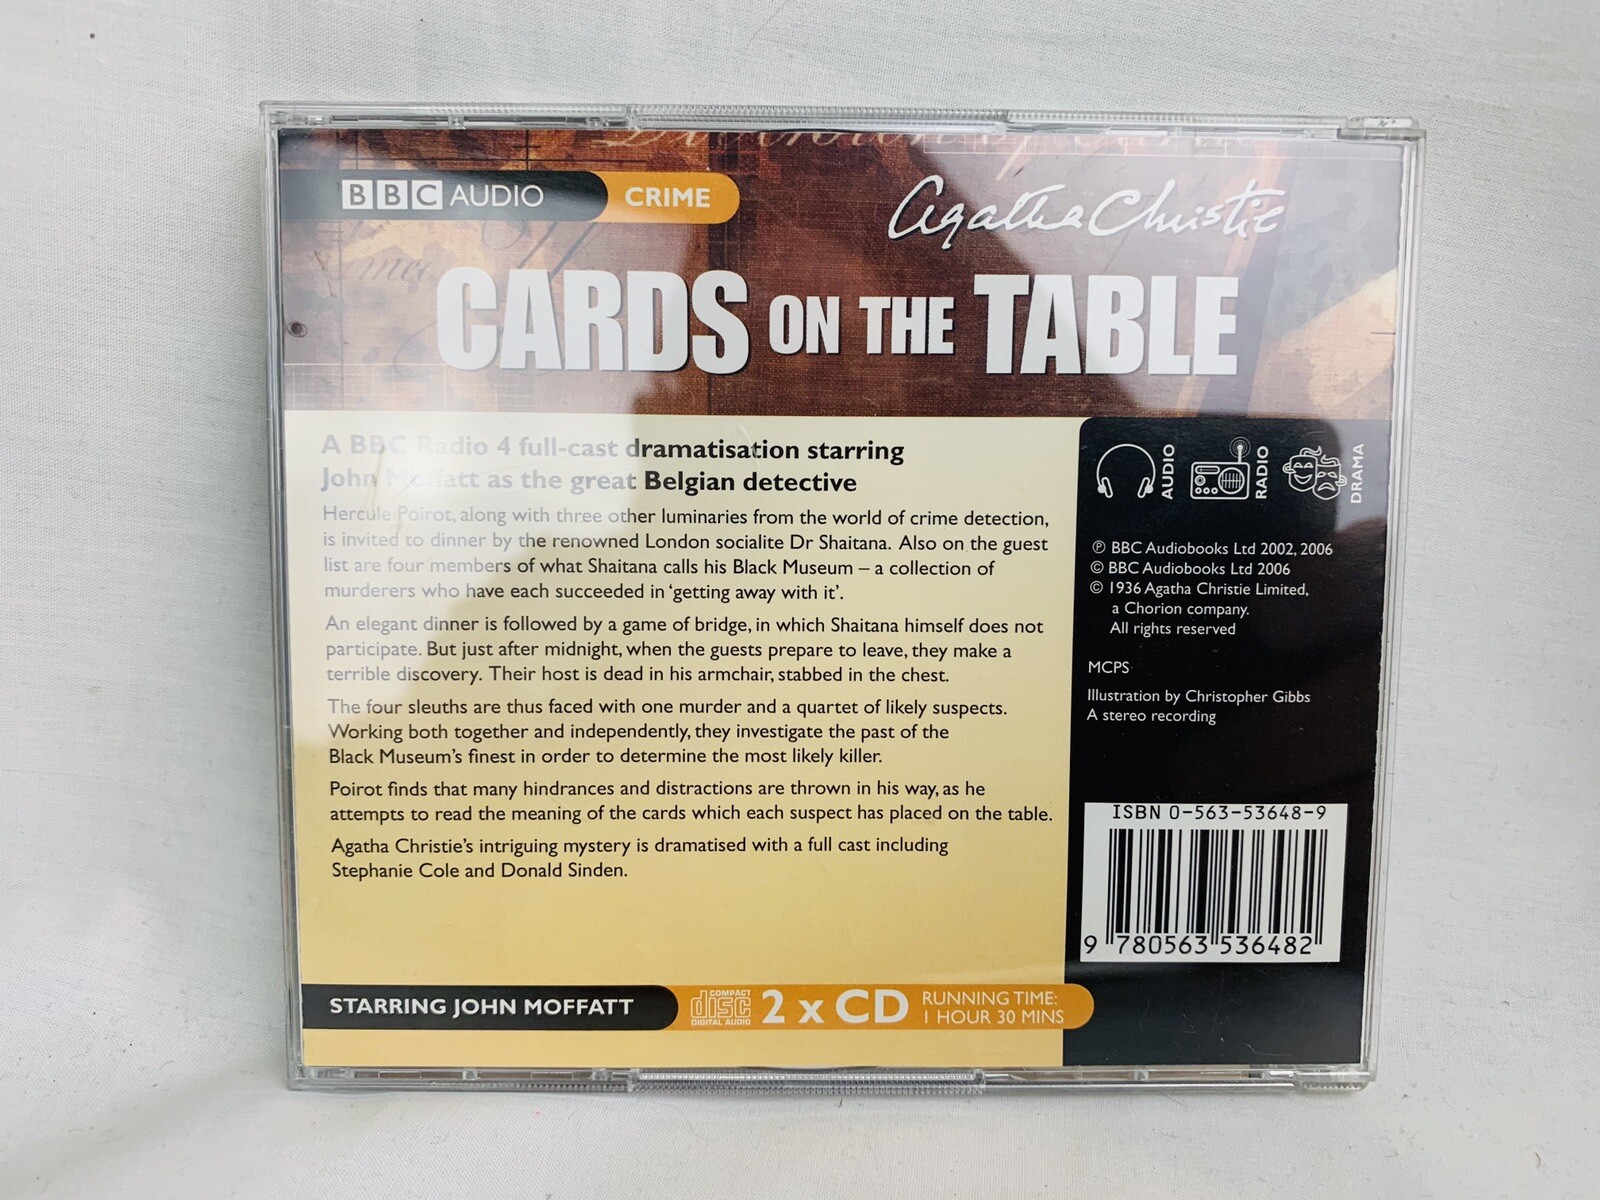 BBC AUDIO CRIME
Agatha Christie
CARDS ON THE TABLE
A BBC Radio 4 full-cast dramatisation starring
John Moffatt as the great Belgian detective
Hercule Poirot, along with three other luminaries from the world of crime detection,
is invited to dinner by the renowned London socialite Dr Shaitana. Also on the guest
list are four members of what Shaitana calls his Black Museum – a collection of
murderers who have each succeeded in 'getting away with it'.
An elegant dinner is followed by a game of bridge, in which Shaitana himself does not
participate. But just after midnight, when the guests prepare to leave, they make a
terrible discovery. Their host is dead in his armchair, stabbed in the chest.
The four sleuths are thus faced with one murder and a quartet of likely suspects.
Working both together and independently, they investigate the past of the
Black Museum's finest in order to determine the most likely killer.
Poirot finds that many hindrances and distractions are thrown in his way, as he
attempts to read the meaning of the cards which each suspect has placed on the table.
Agatha Christie's intriguing mystery is dramatised with a full cast including
Stephanie Cole and Donald Sinden.
STARRING JOHN MOFFATT
COMPACT
disc
DIGITAL AUDIO
2 x CD
RUNNING TIME:
1 HOUR 30 MINS
AUDIO
RADIO
DRAMA
℗ BBC Audiobooks Ltd 2002, 2006
© BBC Audiobooks Ltd 2006
© 1936 Agatha Christie Limited,
a Chorion company.
All rights reserved
MCPS
Illustration by Christopher Gibbs
A stereo recording
ISBN 0-563-53648-9
9 780563 536482